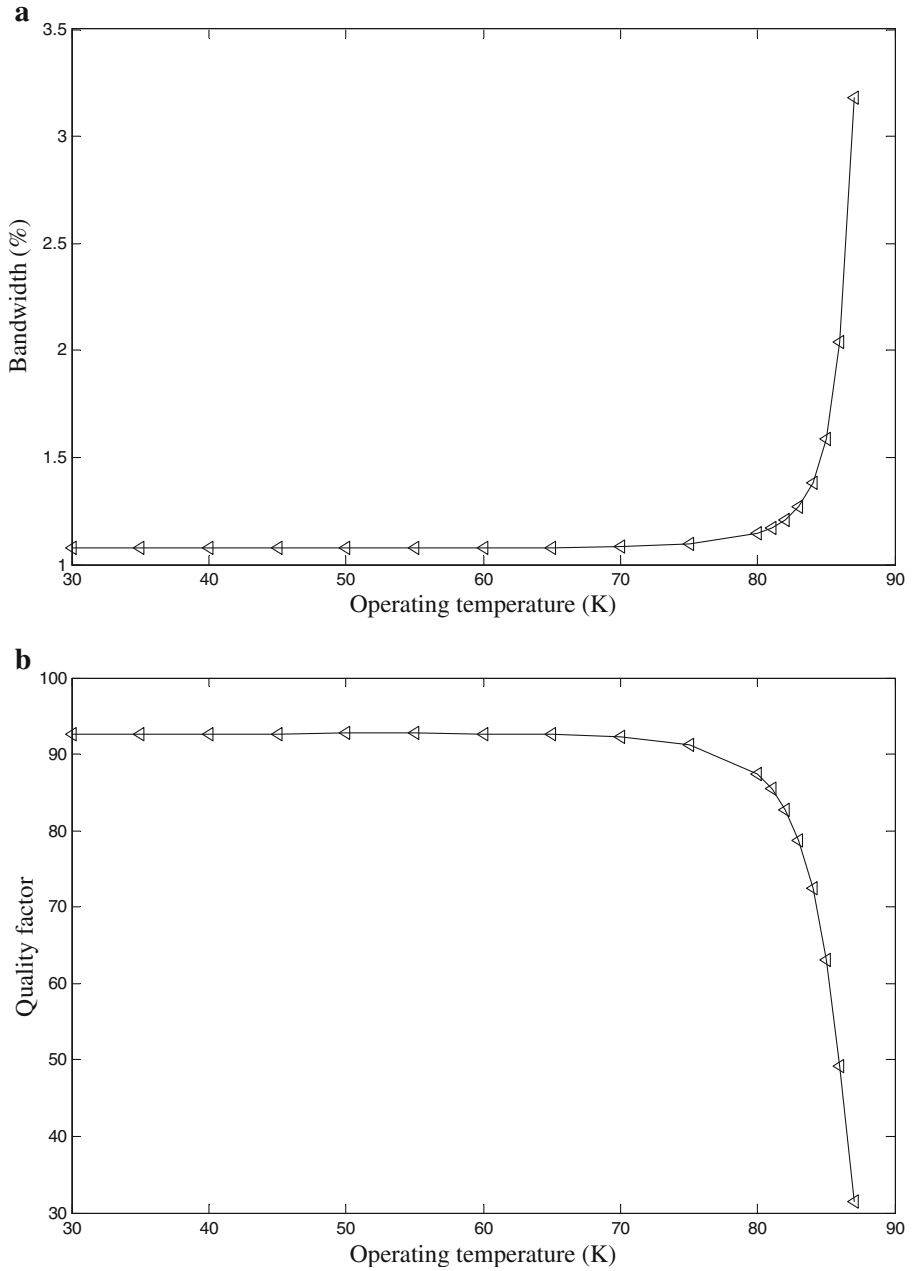 a
3.5
3
2.5
2
1.5
1
Bandwidth (%)
30 40 50 60 70 80 90
Operating temperature (K)
b
100
90
80
70
60
50
40
30
Quality factor
30 40 50 60 70 80 90
Operating temperature (K)